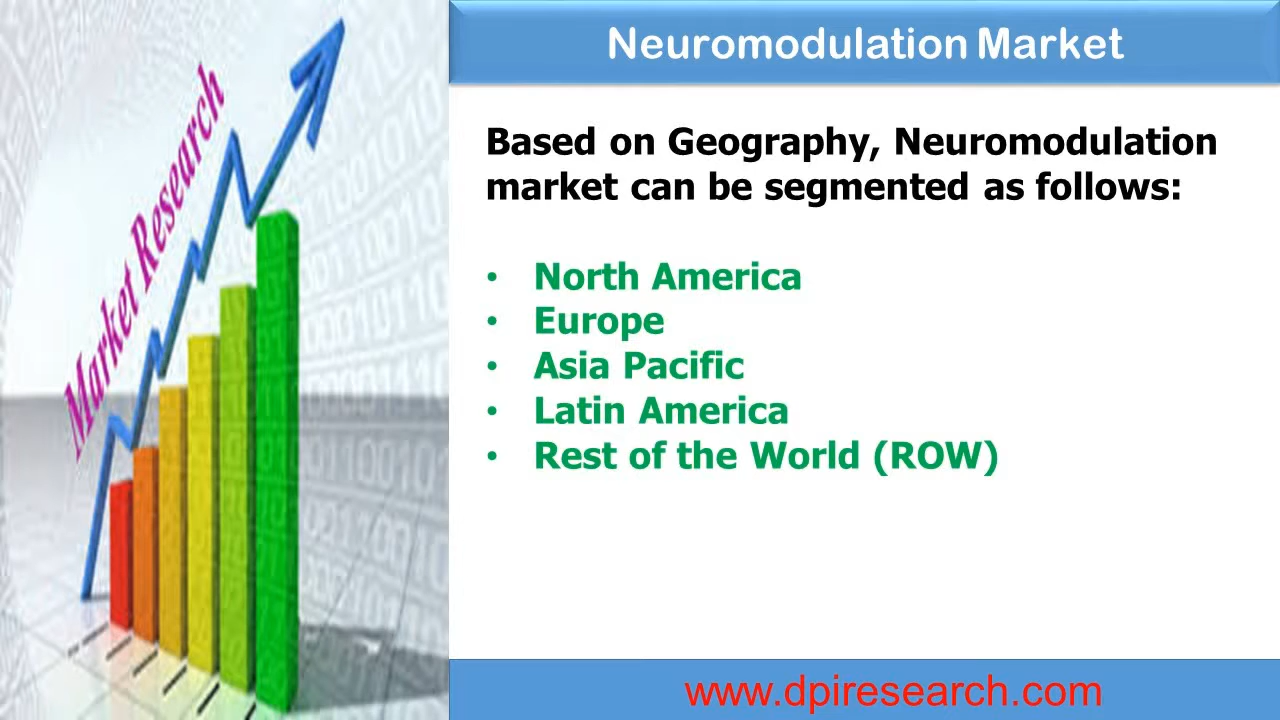 Neuromodulation Market
Market Research
Based on Geography, Neuromodulation
market can be segmented as follows:
• North America
• Europe
• Asia Pacific
• Latin America
• Rest of the World (ROW)
www.dpiresearch.com